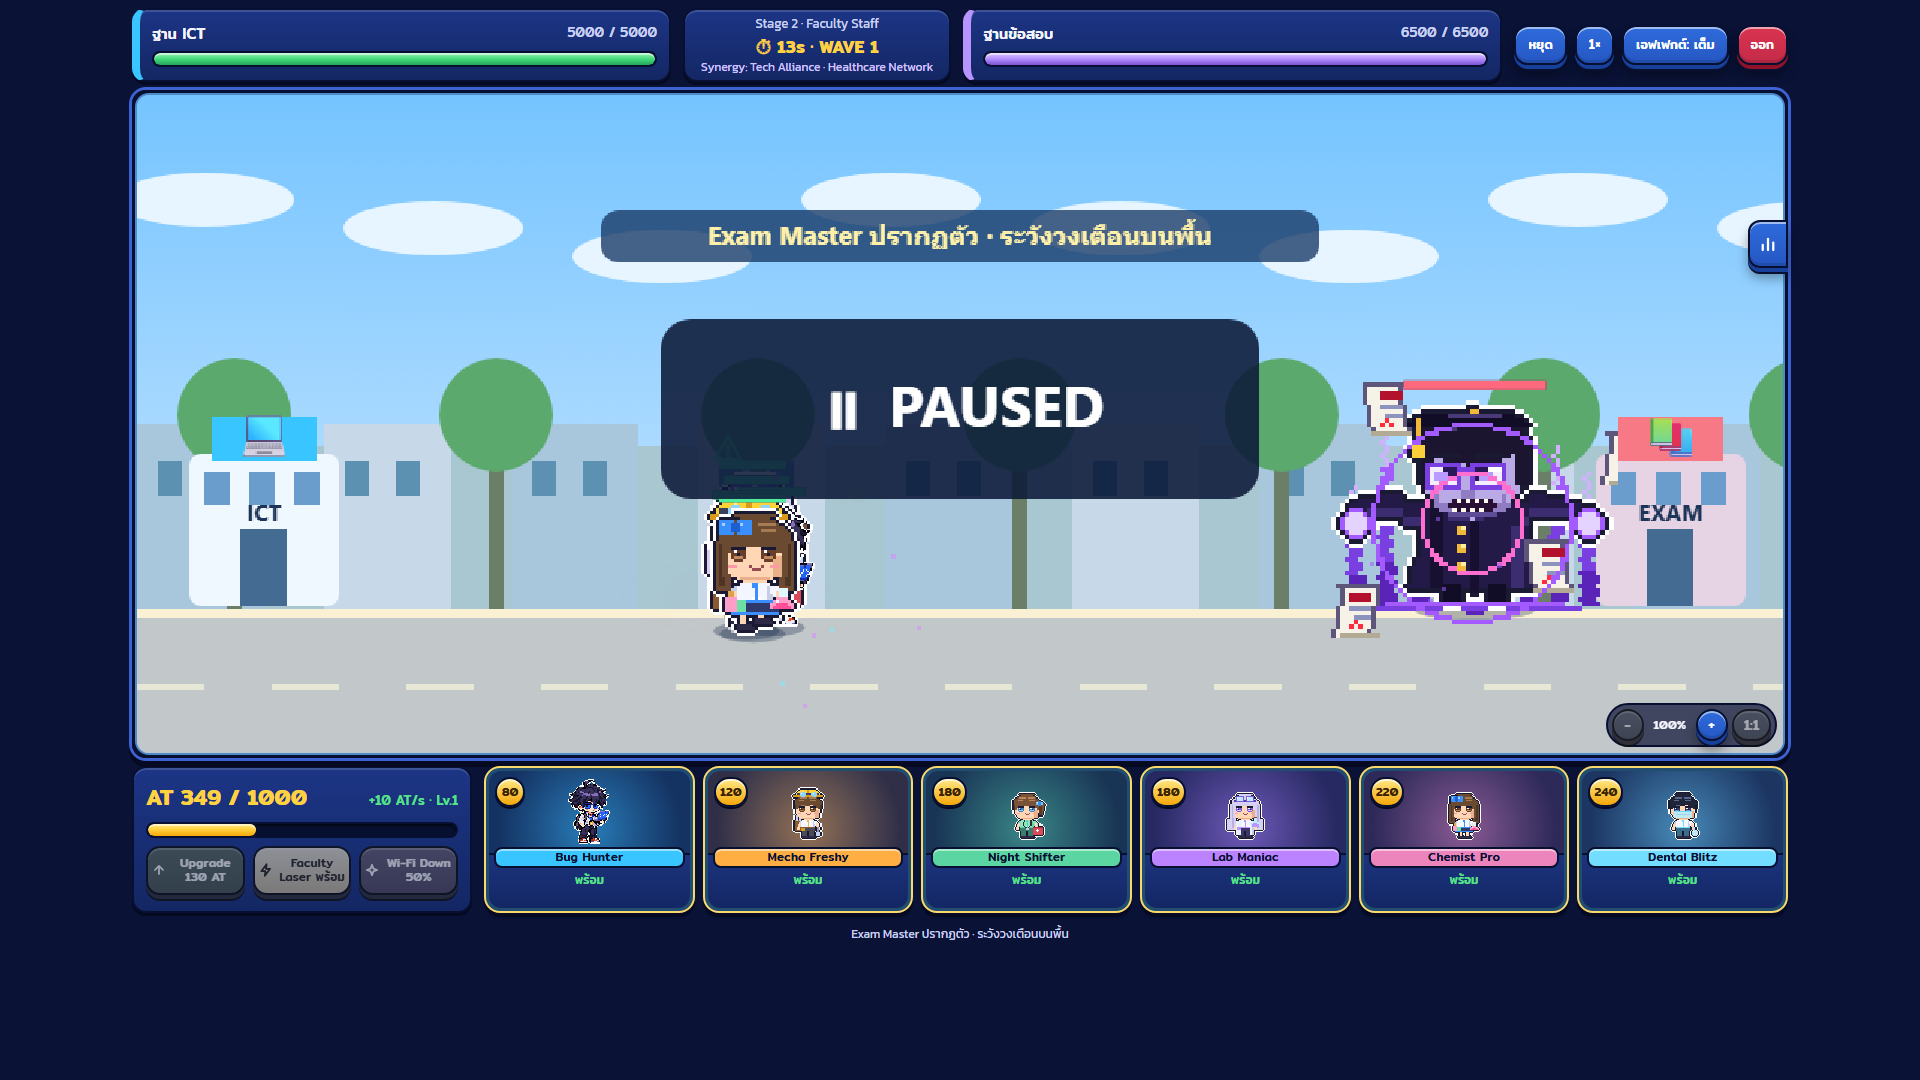 ฐาน ICT
5000 / 5000
Stage 2 · Faculty Staff
⏱ 13s · WAVE 1
Synergy: Tech Alliance · Healthcare Network
ฐานข้อสอบ
6500 / 6500
หยุด
1×
เอฟเฟกต์: เต็ม
ออก
Exam Master ปรากฏตัว · ระวังวงเตือนบนพื้น
PAUSED
ICT
EXAM
−
100%
+
1:1
AT 349 / 1000
+10 AT/s · Lv.1
Upgrade
130 AT
Faculty
Laser พร้อม
Wi-Fi Down
50%
80
Bug Hunter
พร้อม
120
Mecha Freshy
พร้อม
180
Night Shifter
พร้อม
180
Lab Maniac
พร้อม
220
Chemist Pro
พร้อม
240
Dental Blitz
พร้อม
Exam Master ปรากฏตัว · ระวังวงเตือนบนพื้น